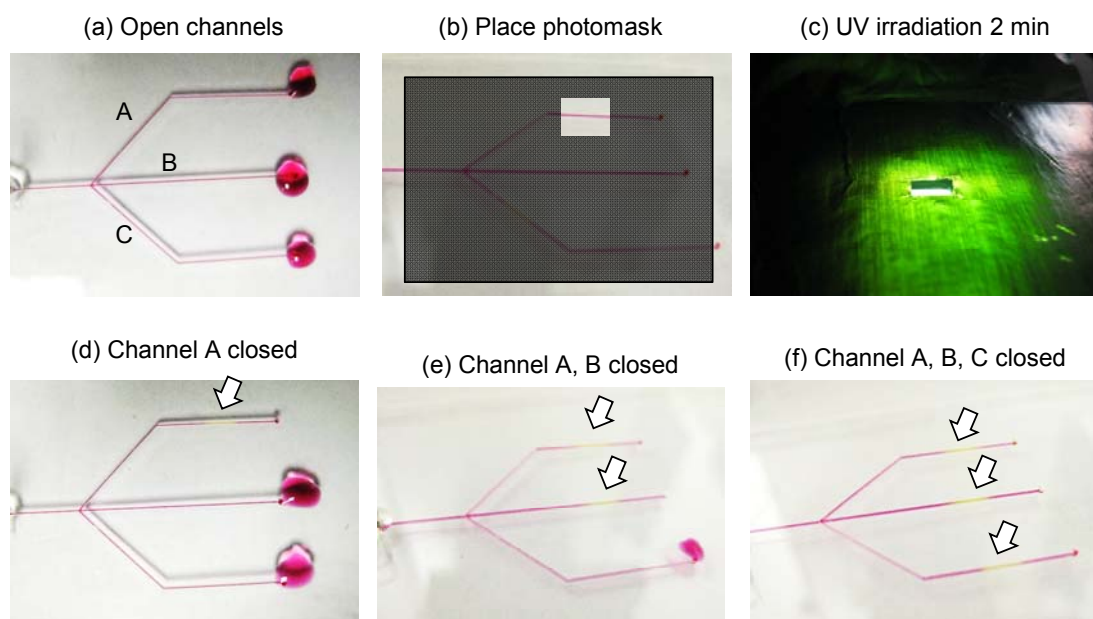 (a) Open channels
(b) Place photomask
(c) UV irradiation 2 min
A
B
C
(d) Channel A closed
(e) Channel A, B closed
(f) Channel A, B, C closed